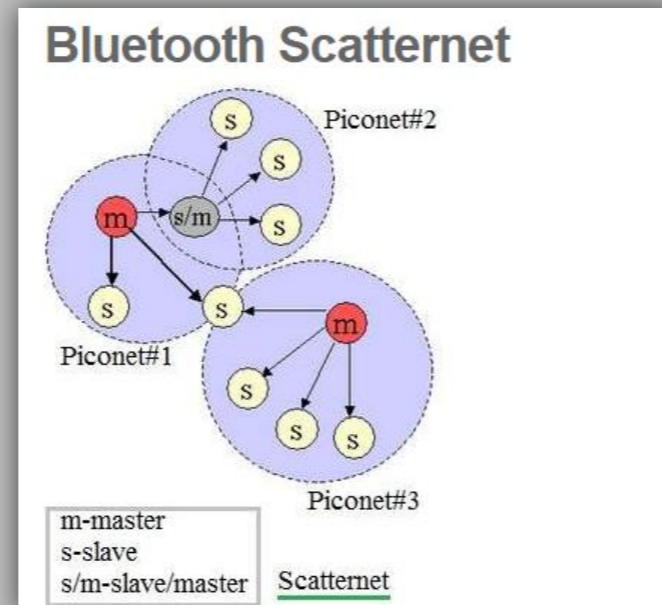 Bluetooth Scatternet
Piconet#2
s
s
m
s/m
s
s
s
m
Piconet#1
s
s
s
Piconet#3
m-master
s-slave
s/m-slave/master
Scatternet